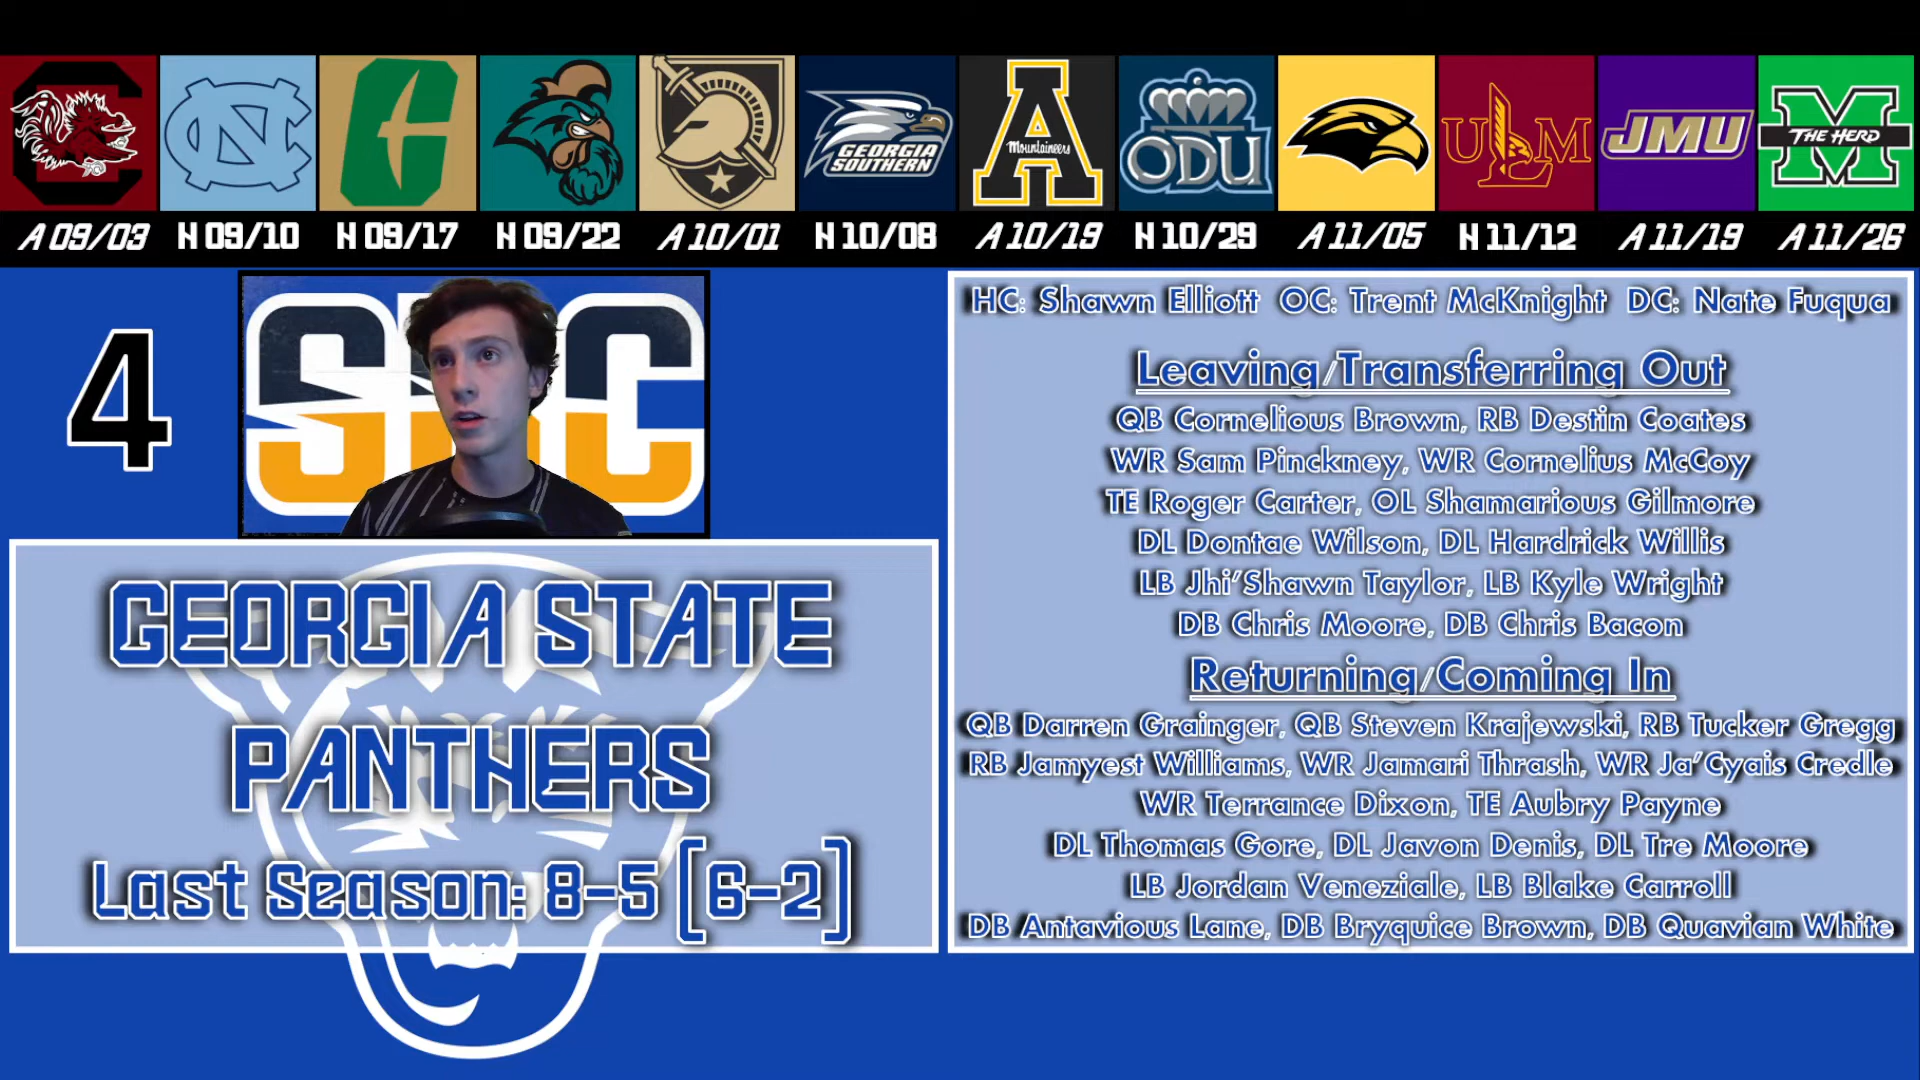 NC
C
GEORGIA
SOUTHERN
A
Mountaineers
ODU
ULM
JMU
M
THE HERD
A 09/03 H 09/10 H 09/17 H 09/22 A 10/01 H 10/08 A 10/19 H 10/29 A 11/05 H 11/12 A 11/19 A 11/26
4
SBC
GEORGIA STATE
PANTHERS
Last Season: 8-5 [6-2]
HC: Shawn Elliott OC: Trent McKnight DC: Nate Fuqua
Leaving/Transferring Out
QB Cornelious Brown, RB Destin Coates
WR Sam Pinckney, WR Cornelius McCoy
TE Roger Carter, OL Shamarious Gilmore
DL Dontae Wilson, DL Hardrick Willis
LB Jhi'Shawn Taylor, LB Kyle Wright
DB Chris Moore, DB Chris Bacon
Returning/Coming In
QB Darren Grainger, QB Steven Krajewski, RB Tucker Gregg
RB Jamyest Williams, WR Jamari Thrash, WR Ja'Cyais Credle
WR Terrance Dixon, TE Aubry Payne
DL Thomas Gore, DL Javon Denis, DL Tre Moore
LB Jordan Veneziale, LB Blake Carroll
DB Antavious Lane, DB Bryquice Brown, DB Quavian White